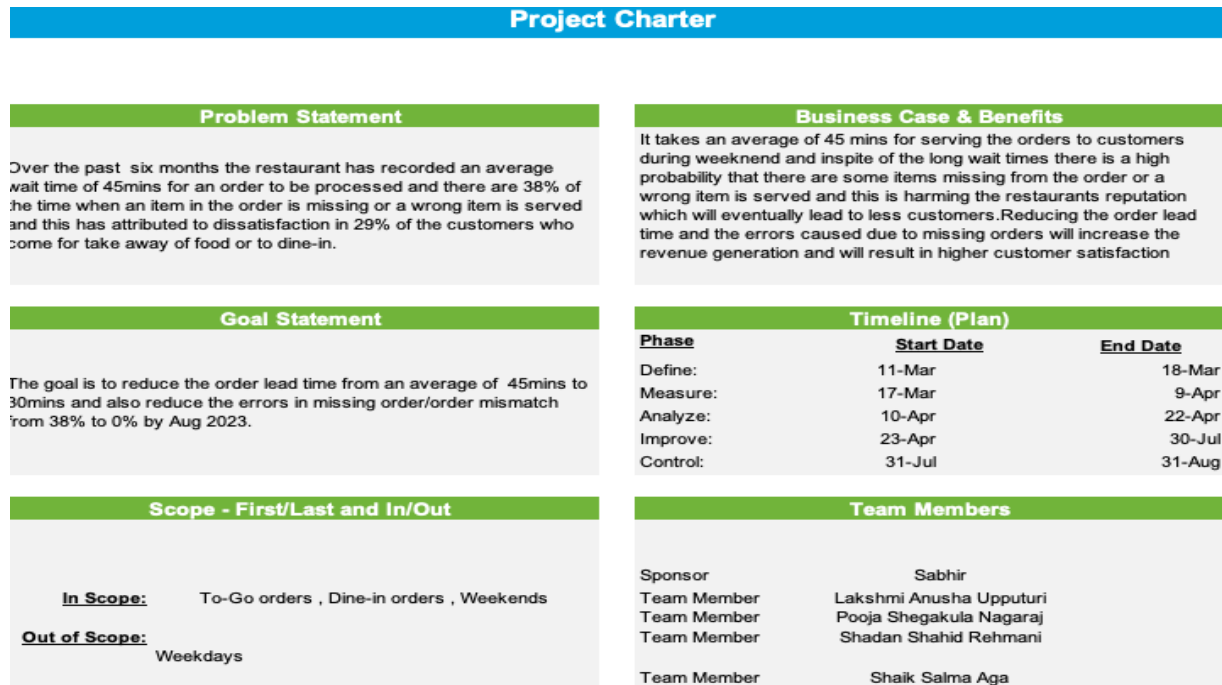 Project Charter
Problem Statement
Over the past six months the restaurant has recorded an average
wait time of 45mins for an order to be processed and there are 38% of
the time when an item in the order is missing or a wrong item is served
and this has attributed to dissatisfaction in 29% of the customers who
come for take away of food or to dine-in.
Business Case & Benefits
It takes an average of 45 mins for serving the orders to customers
during weeknend and inspite of the long wait times there is a high
probability that there are some items missing from the order or a
wrong item is served and this is harming the restaurants reputation
which will eventually lead to less customers.Reducing the order lead
time and the errors caused due to missing orders will increase the
revenue generation and will result in higher customer satisfaction
Goal Statement
The goal is to reduce the order lead time from an average of 45mins to
30mins and also reduce the errors in missing order/order mismatch
from 38% to 0% by Aug 2023.
Timeline (Plan)
Phase Start Date End Date
Define: 11-Mar 18-Mar
Measure: 17-Mar 9-Apr
Analyze: 10-Apr 22-Apr
Improve: 23-Apr 30-Jul
Control: 31-Jul 31-Aug
Scope - First/Last and In/Out
In Scope: To-Go orders , Dine-in orders , Weekends
Out of Scope:
Weekdays
Team Members
Sponsor Sabhir
Team Member Lakshmi Anusha Upputuri
Team Member Pooja Shegakula Nagaraj
Team Member Shadan Shahid Rehmani
Team Member Shaik Salma Aga